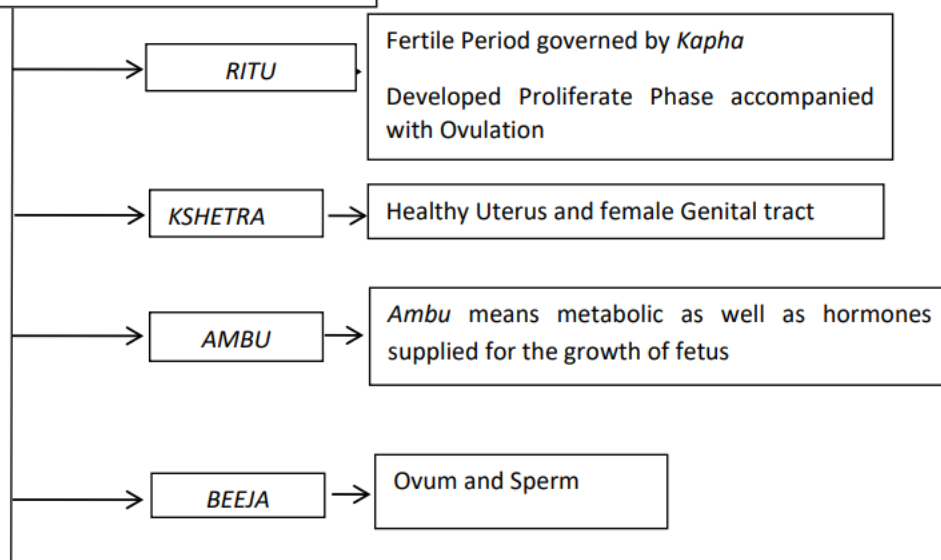 RITU
Fertile Period governed by Kapha
Developed Proliferate Phase accompanied
with Ovulation
KSHETRA
Healthy Uterus and female Genital tract
AMBU
Ambu means metabolic as well as hormones
supplied for the growth of fetus
BEEJA
Ovum and Sperm